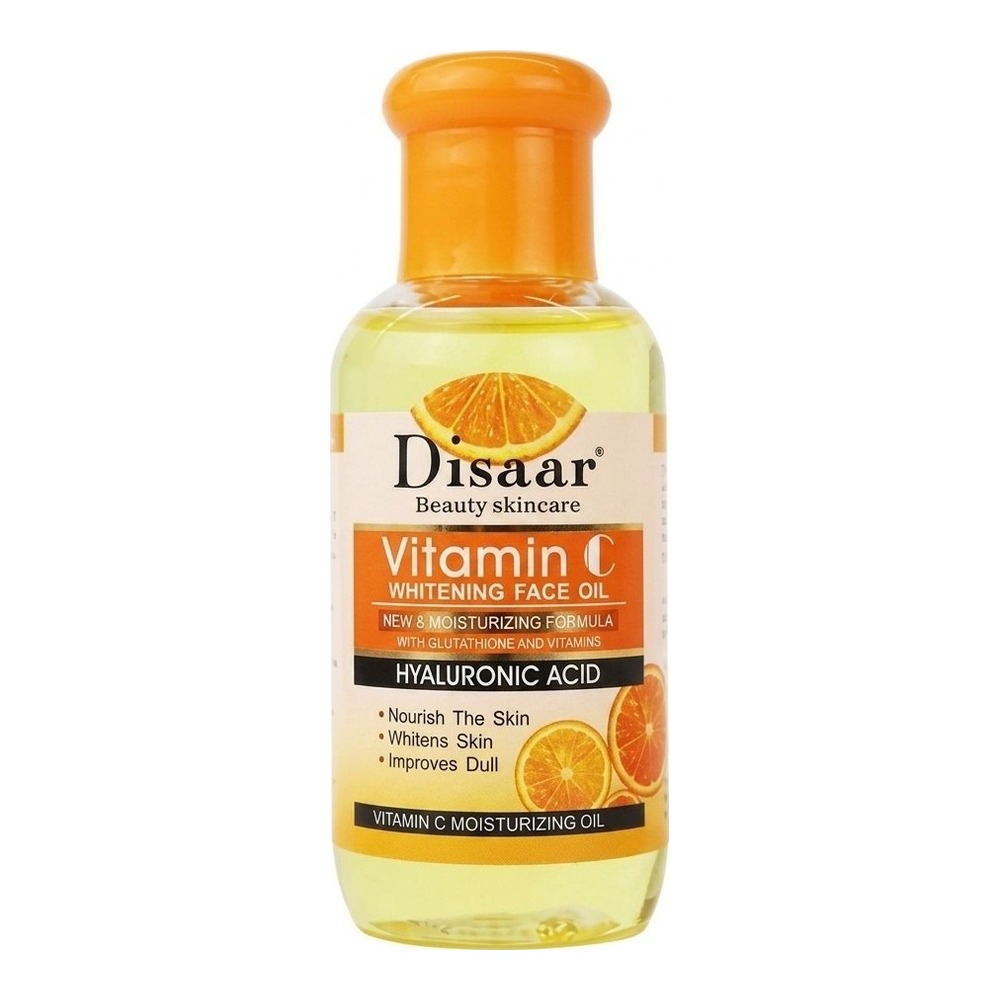 Disaar®
Beauty skincare
Vitamin C
WHITENING FACE OIL
NEW & MOISTURIZING FORMULA
WITH GLUTATHIONE AND VITAMINS
HYALURONIC ACID
• Nourish The Skin
• Whitens Skin
• Improves Dull
VITAMIN C MOISTURIZING OIL